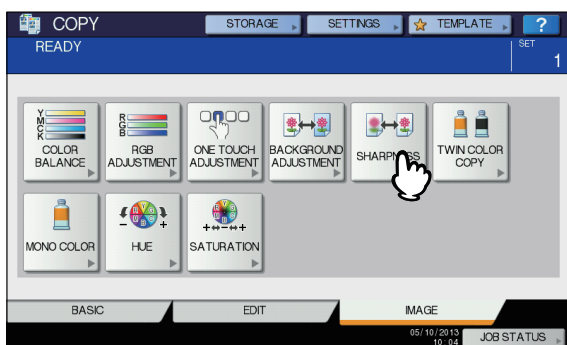 COPY
STORAGE
SETTINGS
TEMPLATE
?
READY
SET
1
Y
M
C
K
COLOR
BALANCE
R
G
B
RGB
ADJUSTMENT
ONE TOUCH
ADJUSTMENT
BACKGROUND
ADJUSTMENT
SHARPNESS
TWIN COLOR
COPY
MONO COLOR
HUE
SATURATION
BASIC
EDIT
IMAGE
05/10/2013
10:04
JOB STATUS